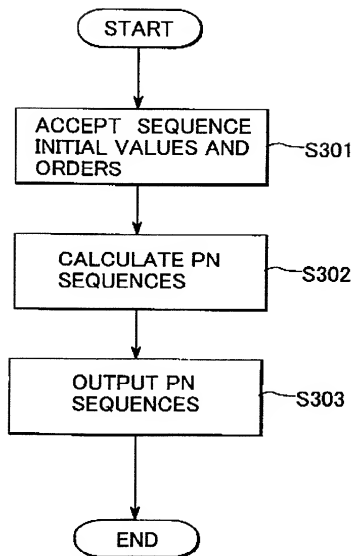 START
ACCEPT SEQUENCE
INITIAL VALUES AND
ORDERS
S301
CALCULATE PN
SEQUENCES
S302
OUTPUT PN
SEQUENCES
S303
END